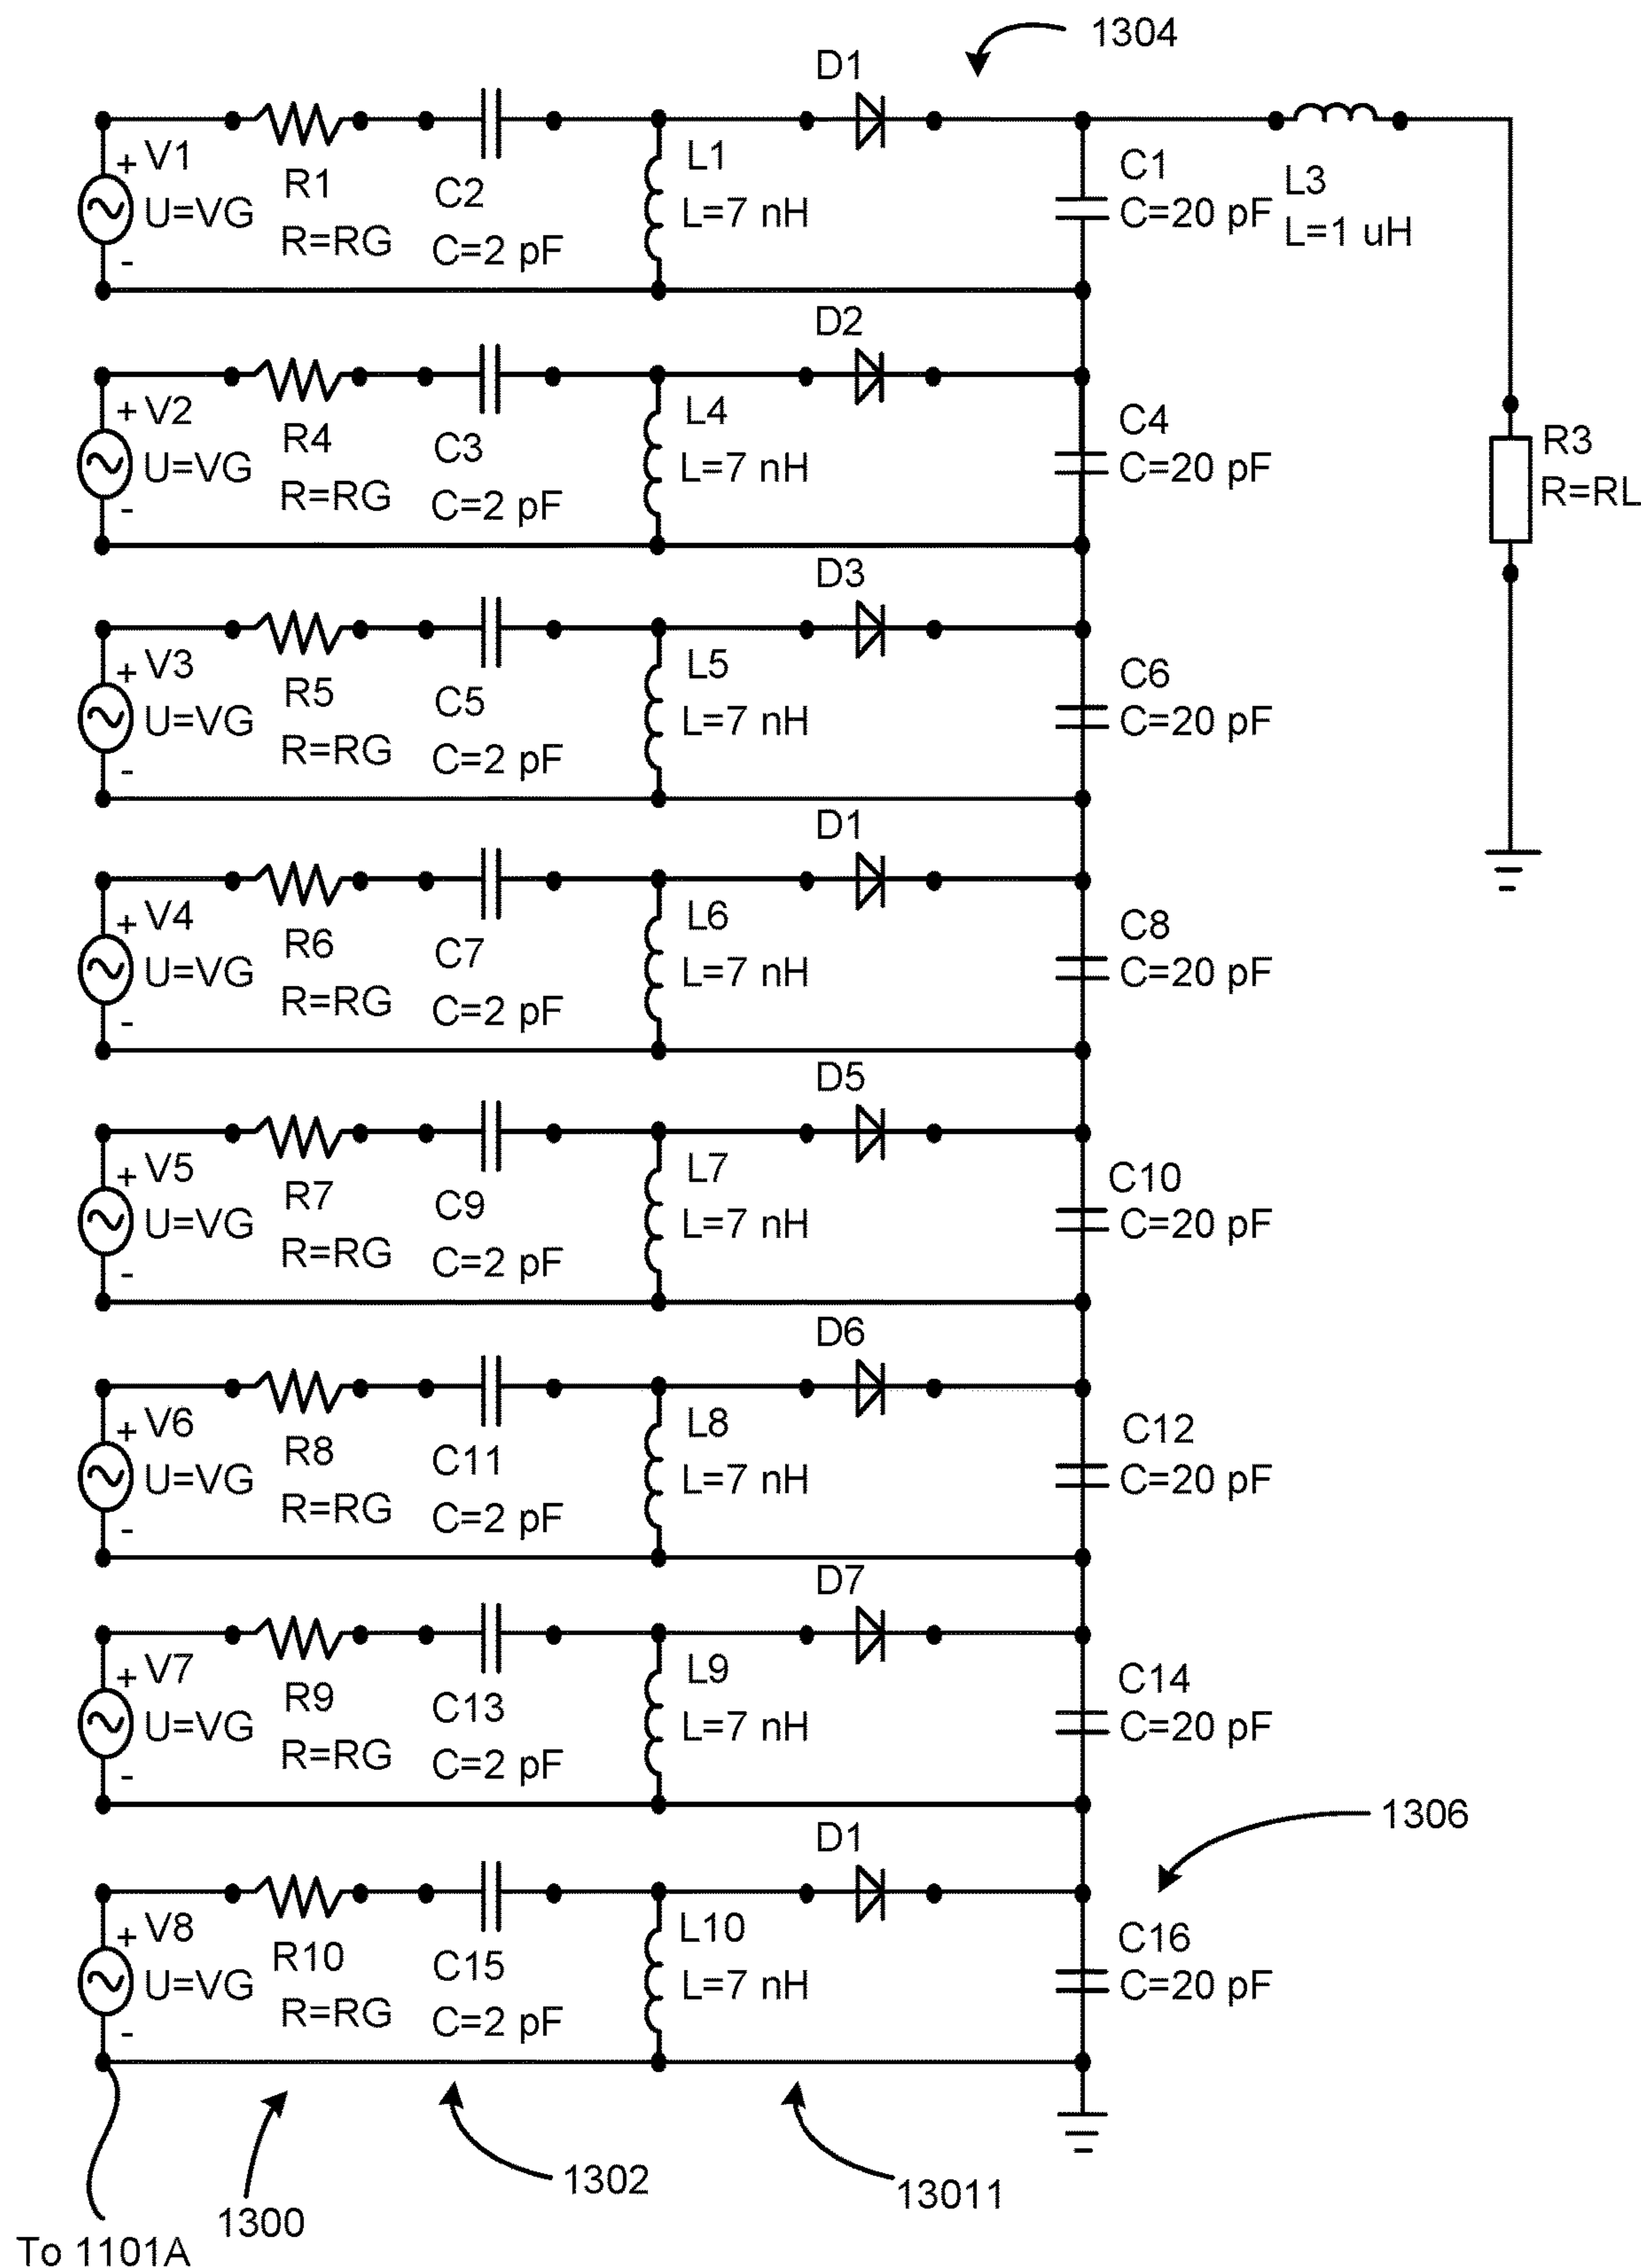 1304
D1
+ V1
U=VG
-
R1
R=RG
C2
C=2 pF
L1
L=7 nH
C1
C=20 pF
L3
L=1 uH
D2
+ V2
U=VG
-
R4
R=RG
C3
C=2 pF
L4
L=7 nH
C4
C=20 pF
R3
R=RL
D3
+ V3
U=VG
-
R5
R=RG
C5
C=2 pF
L5
L=7 nH
C6
C=20 pF
D1
+ V4
U=VG
-
R6
R=RG
C7
C=2 pF
L6
L=7 nH
C8
C=20 pF
D5
+ V5
U=VG
-
R7
R=RG
C9
C=2 pF
L7
L=7 nH
C10
C=20 pF
D6
+ V6
U=VG
-
R8
R=RG
C11
C=2 pF
L8
L=7 nH
C12
C=20 pF
D7
+ V7
U=VG
-
R9
R=RG
C13
C=2 pF
L9
L=7 nH
C14
C=20 pF
1306
D1
+ V8
U=VG
-
R10
R=RG
C15
C=2 pF
L10
L=7 nH
C16
C=20 pF
1302
13011
1300
To 1101A